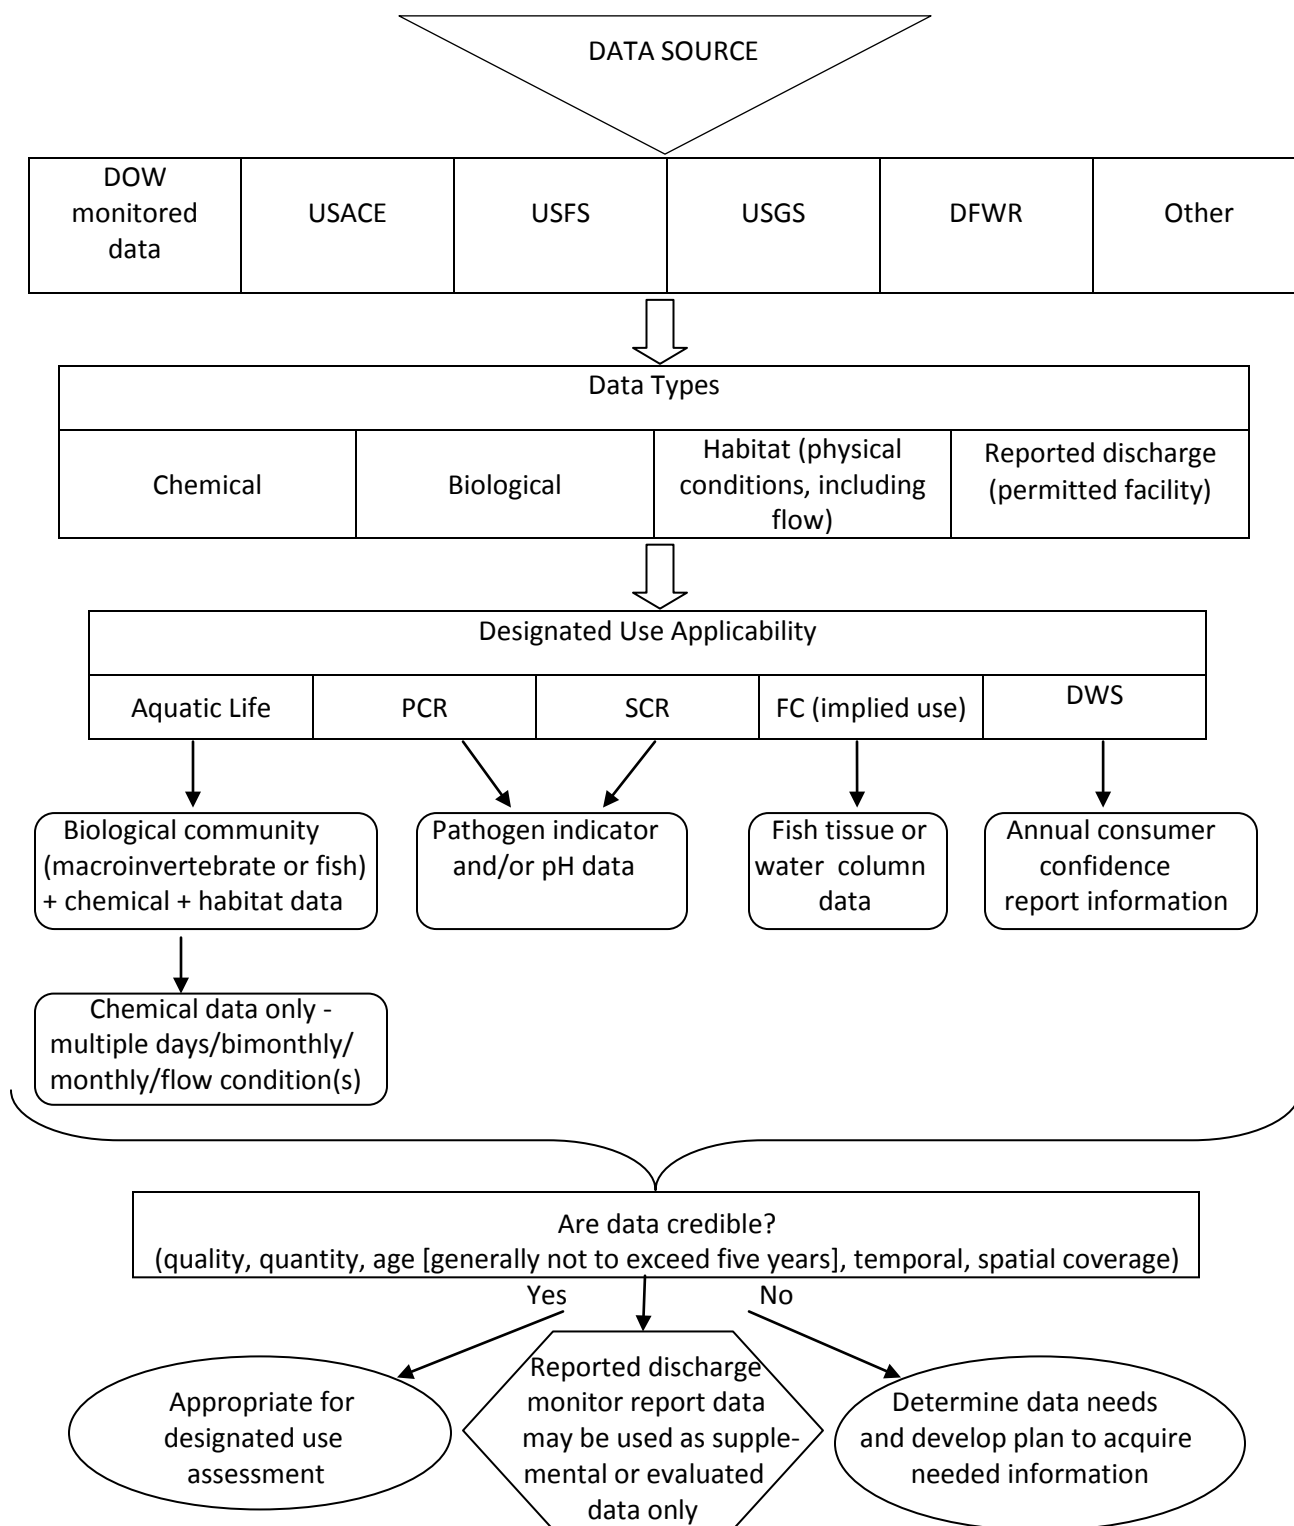 DATA SOURCE
DOW
monitored
data
USACE
USFS
USGS
DFWR
Other
Data Types
Chemical
Biological
Habitat (physical
conditions, including
flow)
Reported discharge
(permitted facility)
Designated Use Applicability
Aquatic Life
PCR
SCR
FC (implied use)
DWS
Biological community
(macroinvertebrate or fish)
+ chemical + habitat data
Pathogen indicator
and/or pH data
Fish tissue or
water column
data
Annual consumer
confidence
report information
Chemical data only -
multiple days/bimonthly/
monthly/flow condition(s)
Are data credible?
(quality, quantity, age [generally not to exceed five years], temporal, spatial coverage)
Yes
No
Appropriate for
designated use
assessment
Reported discharge
monitor report data
may be used as supple-
mental or evaluated
data only
Determine data needs
and develop plan to acquire
needed information